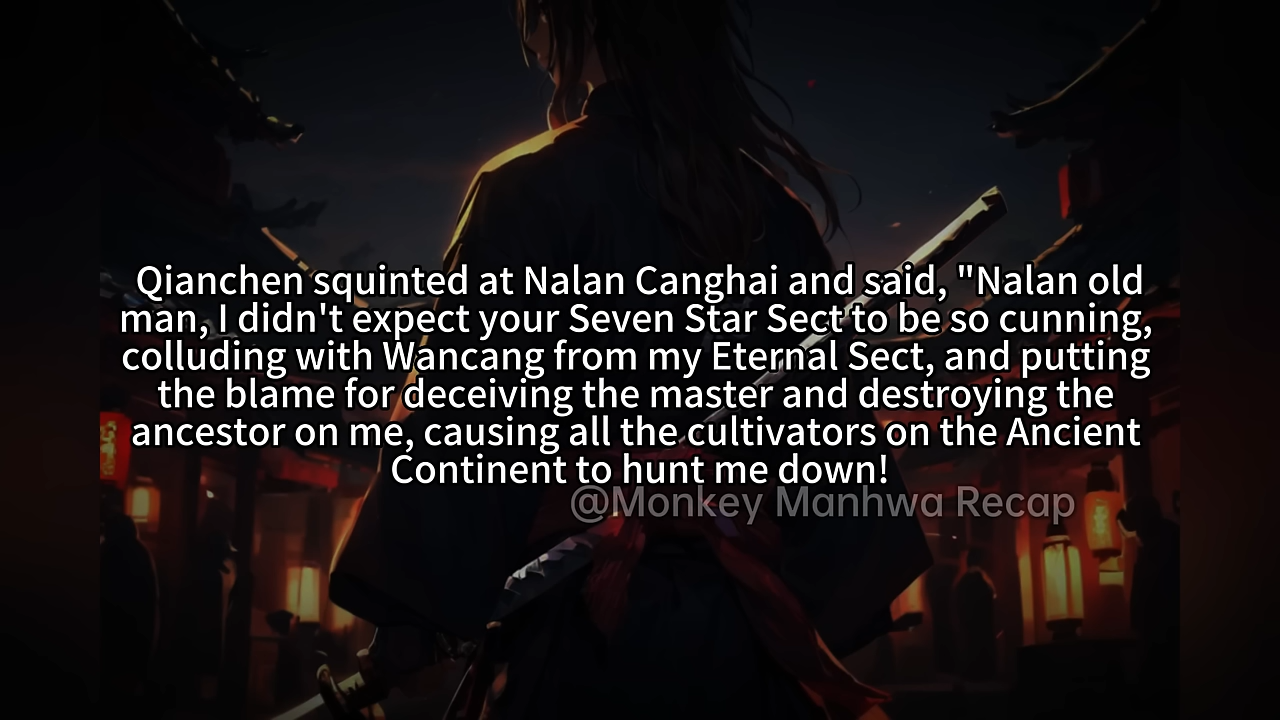 Qianchen squinted at Nalan Canghai and said, "Nalan old
man, I didn't expect your Seven Star Sect to be so cunning,
colluding with Wancang from my Eternal Sect, and putting
the blame for deceiving the master and destroying the
ancestor on me, causing all the cultivators on the Ancient
Continent to hunt me down!
@Monkey Manhwa Recap